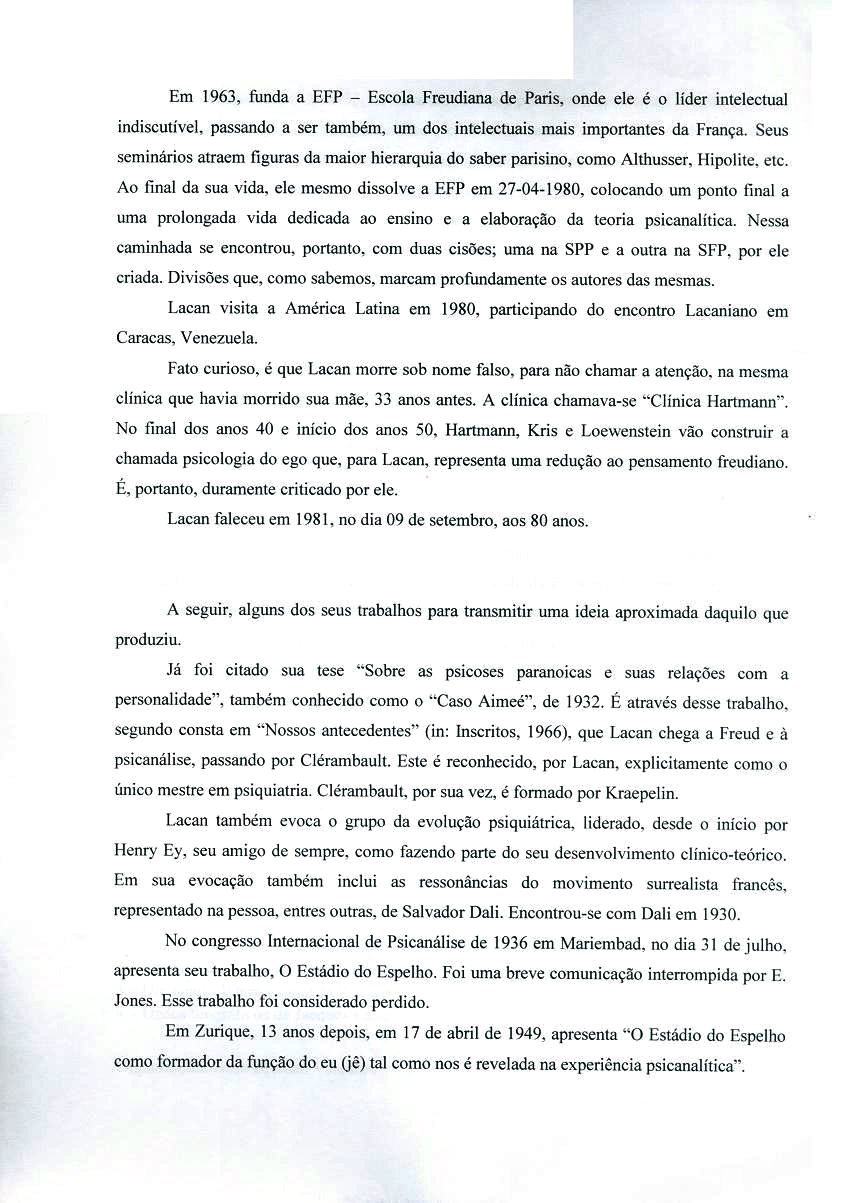 Em 1963, funda a EFP – Escola Freudiana de Paris, onde ele é o líder intelectual
indiscutível, passando a ser também, um dos intelectuais mais importantes da França. Seus
seminários atraem figuras da maior hierarquia do saber parisino, como Althusser, Hipolite, etc.
Ao final da sua vida, ele mesmo dissolve a EFP em 27-04-1980, colocando um ponto final a
uma prolongada vida dedicada ao ensino e a elaboração da teoria psicanalítica. Nessa
caminhada se encontrou, portanto, com duas cisões; uma na SPP e a outra na SFP, por ele
criada. Divisões que, como sabemos, marcam profundamente os autores das mesmas.
Lacan visita a América Latina em 1980, participando do encontro Lacaniano em
Caracas, Venezuela.
Fato curioso, é que Lacan morre sob nome falso, para não chamar a atenção, na mesma
clínica que havia morrido sua mãe, 33 anos antes. A clínica chamava-se “Clínica Hartmann”.
No final dos anos 40 e início dos anos 50, Hartmann, Kris e Loewenstein vão construir a
chamada psicologia do ego que, para Lacan, representa uma redução ao pensamento freudiano.
É, portanto, duramente criticado por ele.
Lacan faleceu em 1981, no dia 09 de setembro, aos 80 anos.
A seguir, alguns dos seus trabalhos para transmitir uma ideia aproximada daquilo que
produziu.
Já foi citado sua tese “Sobre as psicoses paranoicas e suas relações com a
personalidade”, também conhecido como o “Caso Aimeé”, de 1932. É através desse trabalho,
segundo consta em “Nossos antecedentes” (in: Inscritos, 1966), que Lacan chega a Freud e à
psicanálise, passando por Clérambault. Este é reconhecido, por Lacan, explicitamente como o
único mestre em psiquiatria. Clérambault, por sua vez, é formado por Kraepelin.
Lacan também evoca o grupo da evolução psiquiátrica, liderado, desde o início por
Henry Ey, seu amigo de sempre, como fazendo parte do seu desenvolvimento clínico-teórico.
Em sua evocação também inclui as ressonâncias do movimento surrealista francês,
representado na pessoa, entres outras, de Salvador Dali. Encontrou-se com Dali em 1930.
No congresso Internacional de Psicanálise de 1936 em Mariembad, no dia 31 de julho,
apresenta seu trabalho, O Estádio do Espelho. Foi uma breve comunicação interrompida por E.
Jones. Esse trabalho foi considerado perdido.
Em Zurique, 13 anos depois, em 17 de abril de 1949, apresenta “O Estádio do Espelho
como formador da função do eu (jê) tal como nos é revelada na experiência psicanalítica”.